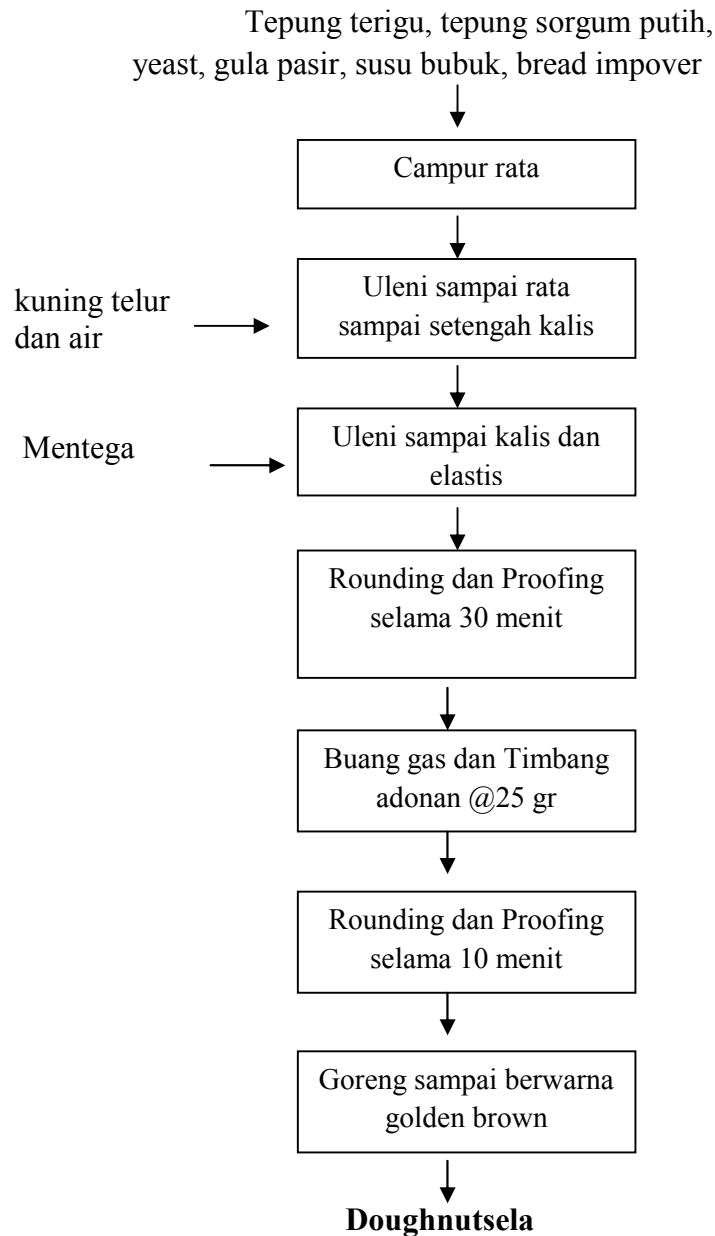 Tepung terigu, tepung sorgum putih,
yeast, gula pasir, susu bubuk, bread impover
Campur rata
kuning telur
dan air
Uleni sampai rata
sampai setengah kalis
Mentega
Uleni sampai kalis dan
elastis
Rounding dan Proofing
selama 30 menit
Buang gas dan Timbang
adonan @25 gr
Rounding dan Proofing
selama 10 menit
Goreng sampai berwarna
golden brown
Doughnutsela